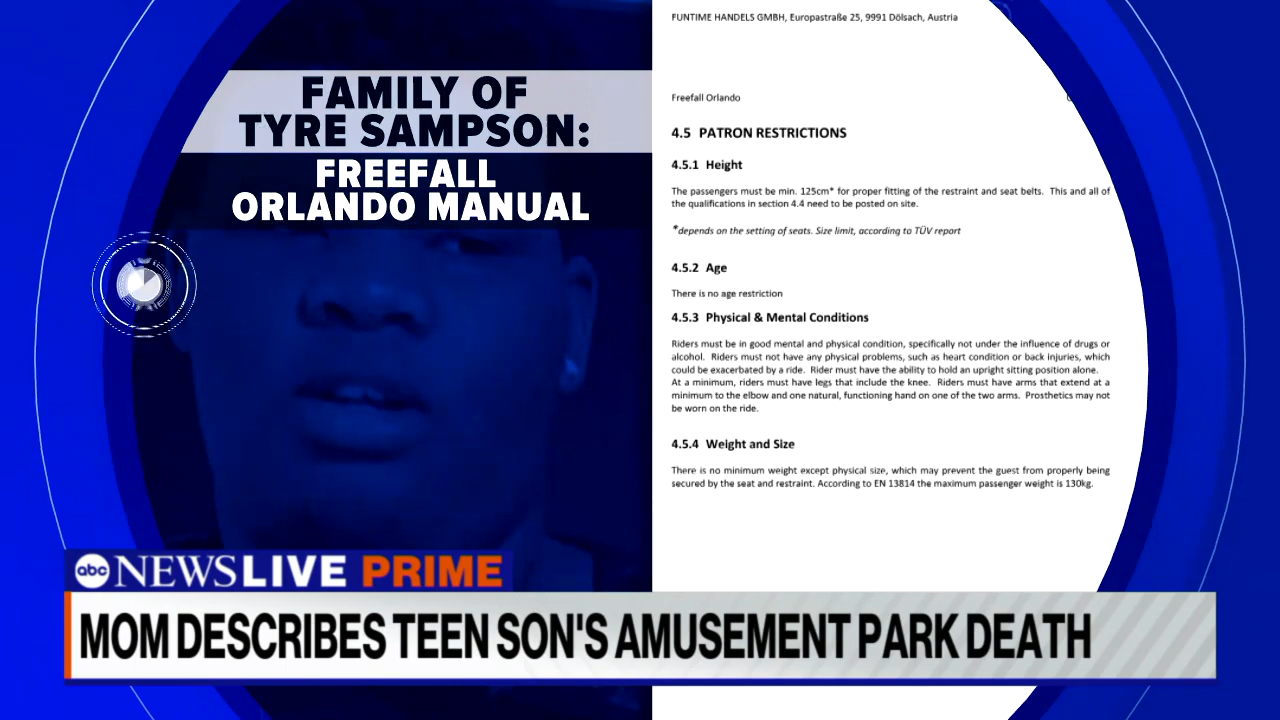 FAMILY OF
TYRE SAMPSON:
FREEFALL
ORLANDO MANUAL
FUNTIME HANDELS GMBH, Europastraße 25, 9991 Dölsach, Austria
Freefall Orlando
4.5 PATRON RESTRICTIONS
4.5.1 Height
The passengers must be min. 125cm* for proper fitting of the restraint and seat belts. This and all of
the qualifications in section 4.4 need to be posted on site.
*depends on the setting of seats. Size limit, according to TÜV report
4.5.2 Age
There is no age restriction
4.5.3 Physical & Mental Conditions
Riders must be in good mental and physical condition, specifically not under the influence of drugs or
alcohol. Riders must not have any physical problems, such as heart condition or back injuries, which
could be exacerbated by a ride. Rider must have the ability to hold an upright sitting position alone.
At a minimum, riders must have legs that include the knee. Riders must have arms that extend at a
minimum to the elbow and one natural, functioning hand on one of the two arms. Prosthetics may not
be worn on the ride.
4.5.4 Weight and Size
There is no minimum weight except physical size, which may prevent the guest from properly being
secured by the seat and restraint. According to EN 13814 the maximum passenger weight is 130kg.
abc NEWS LIVE PRIME
MOM DESCRIBES TEEN SON'S AMUSEMENT PARK DEATH